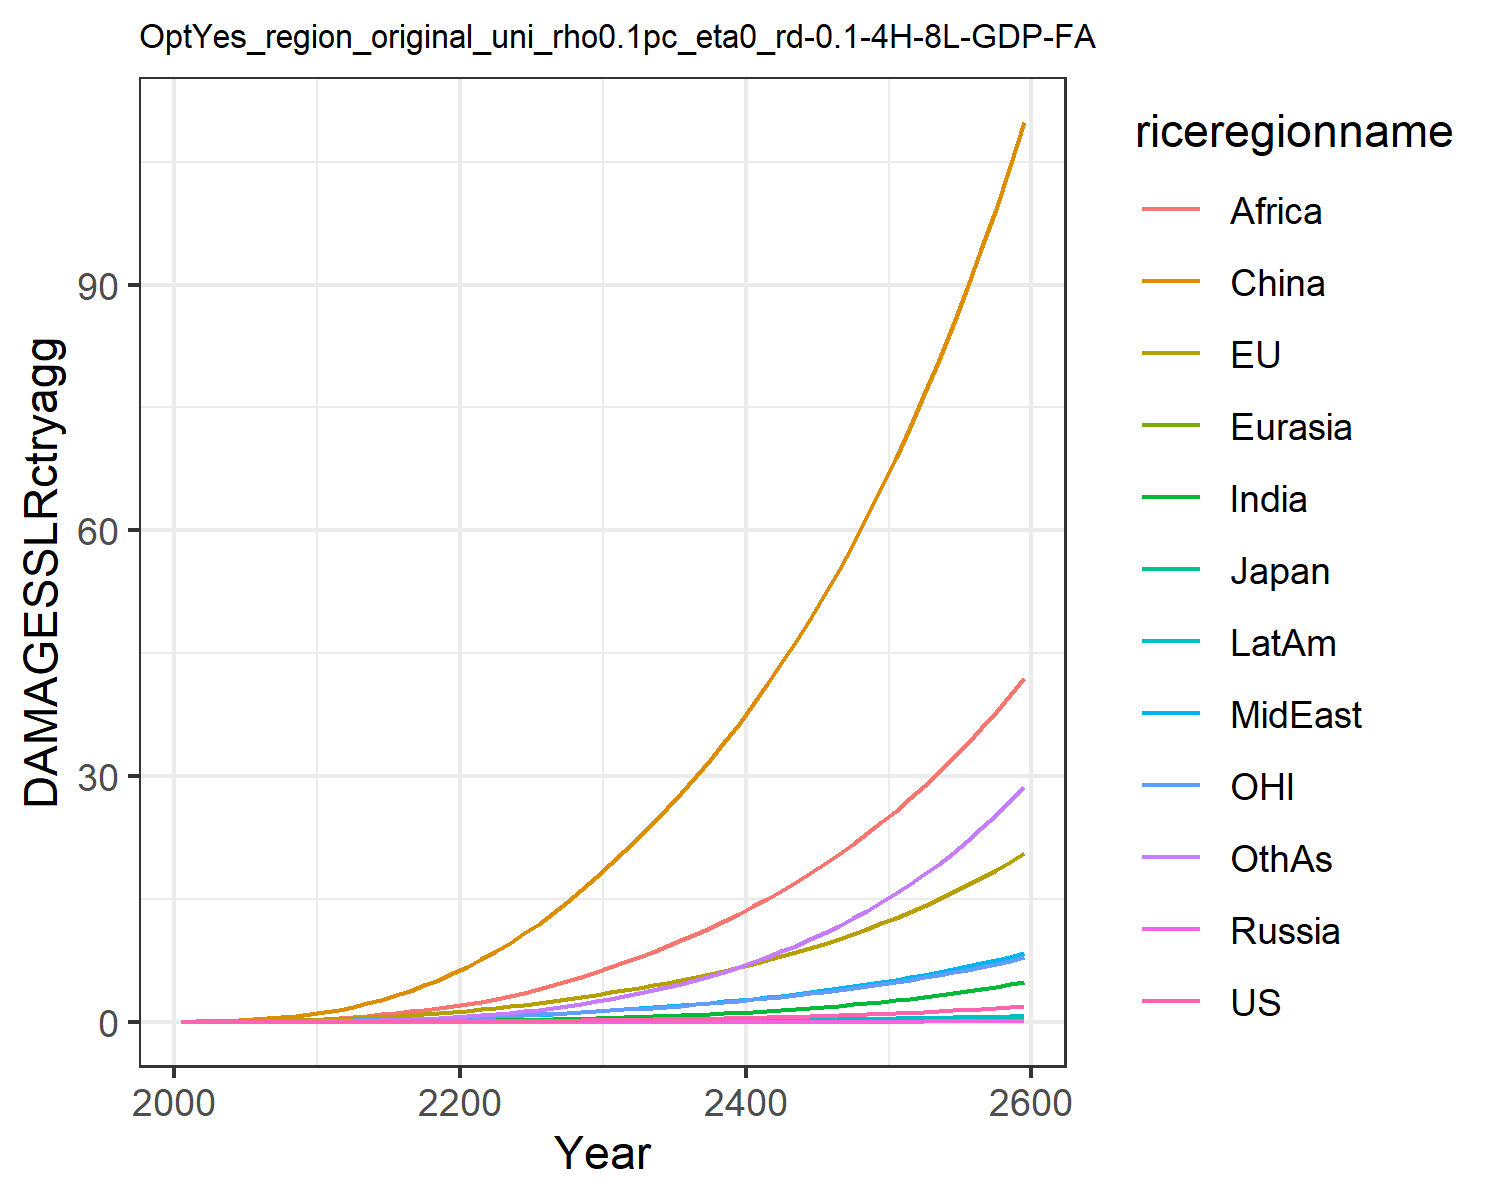 OptYes_region_original_uni_rho0.1pc_eta0_rd-0.1-4H-8L-GDP-FA
DAMAGESSLRctryagg
90
60
30
0
2000 2200 2400 2600
Year
riceregionname
Africa
China
EU
Eurasia
India
Japan
LatAm
MidEast
OHI
OthAs
Russia
US